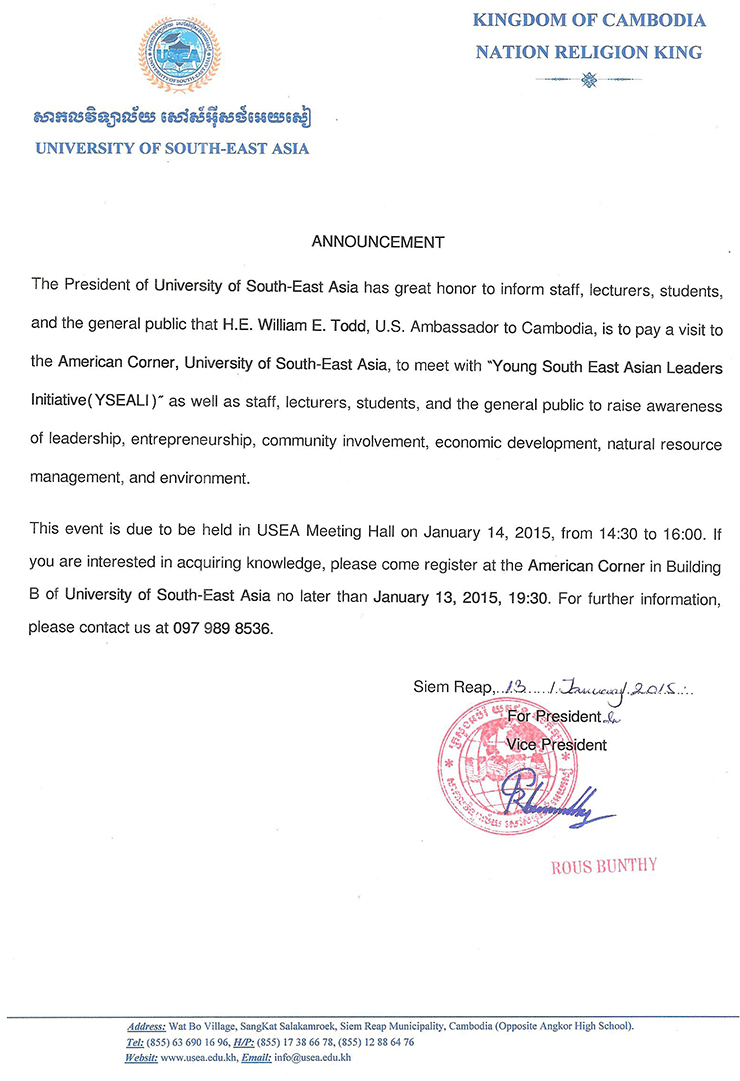 KINGDOM OF CAMBODIA
NATION RELIGION KING
USEA
UNIVERSITY OF SOUTH-EAST ASIA
សាកលវិទ្យាល័យ សៅស៍អ៊ីសថ៍អេយសៀ
UNIVERSITY OF SOUTH-EAST ASIA
ANNOUNCEMENT
The President of University of South-East Asia has great honor to inform staff, lecturers, students,
and the general public that H.E. William E. Todd, U.S. Ambassador to Cambodia, is to pay a visit to
the American Corner, University of South-East Asia, to meet with "Young South East Asian Leaders
Initiative(YSEALI)" as well as staff, lecturers, students, and the general public to raise awareness
of leadership, entrepreneurship, community involvement, economic development, natural resource
management, and environment.
This event is due to be held in USEA Meeting Hall on January 14, 2015, from 14:30 to 16:00. If
you are interested in acquiring knowledge, please come register at the American Corner in Building
B of University of South-East Asia no later than January 13, 2015, 19:30. For further information,
please contact us at 097 989 8536.
Siem Reap,..13..../.January/.2015...
For President
Vice President
ROUS BUNTHY
Address: Wat Bo Village, SangKat Salakamroek, Siem Reap Municipality, Cambodia (Opposite Angkor High School).
Tel: (855) 63 690 16 96, H/P: (855) 17 38 66 78, (855) 12 88 64 76
Websit: www.usea.edu.kh, Email: info@usea.edu.kh